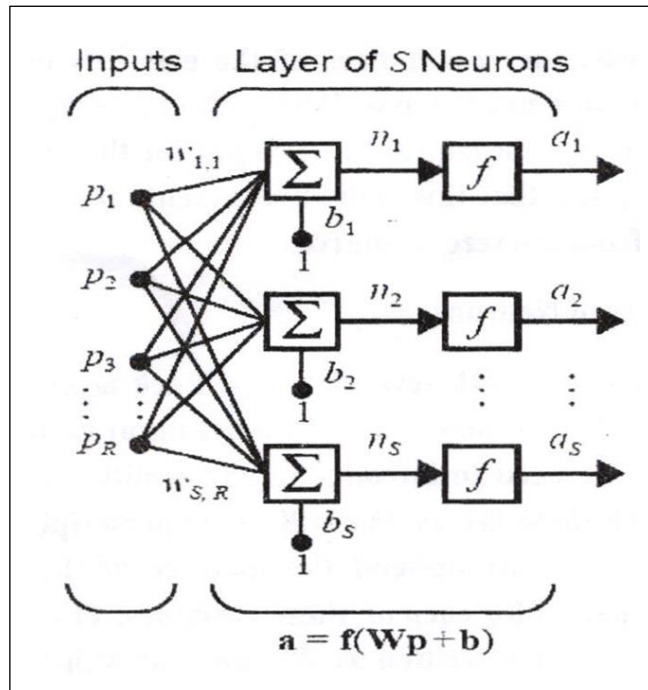 Inputs Layer of S Neurons
w1,1 n1 a1
Σ f
p1
b1
1
p2
n2 a2
Σ f
p3
b2
1
⋮ ⋮ ⋮ ⋮
pR
nS aS
wS, R
Σ f
bS
1
a = f(Wp+b)